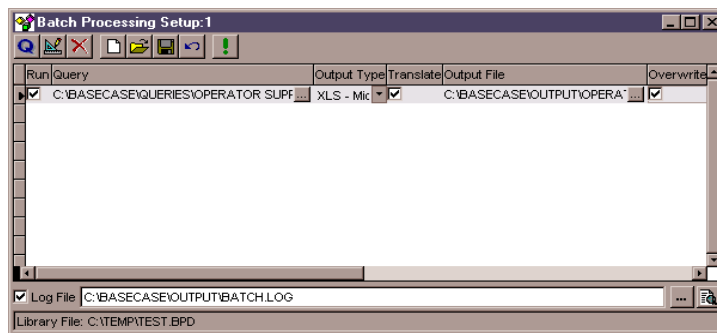 Batch Processing Setup:1
Run Query Output Type Translate Output File Overwrite
C:\BASECASE\QUERIES\OPERATOR SUPF ... XLS - Mic C:\BASECASE\OUTPUT\OPERA ...
Log File C:\BASECASE\OUTPUT\BATCH.LOG ...
Library File: C:\TEMP\TEST.BPD